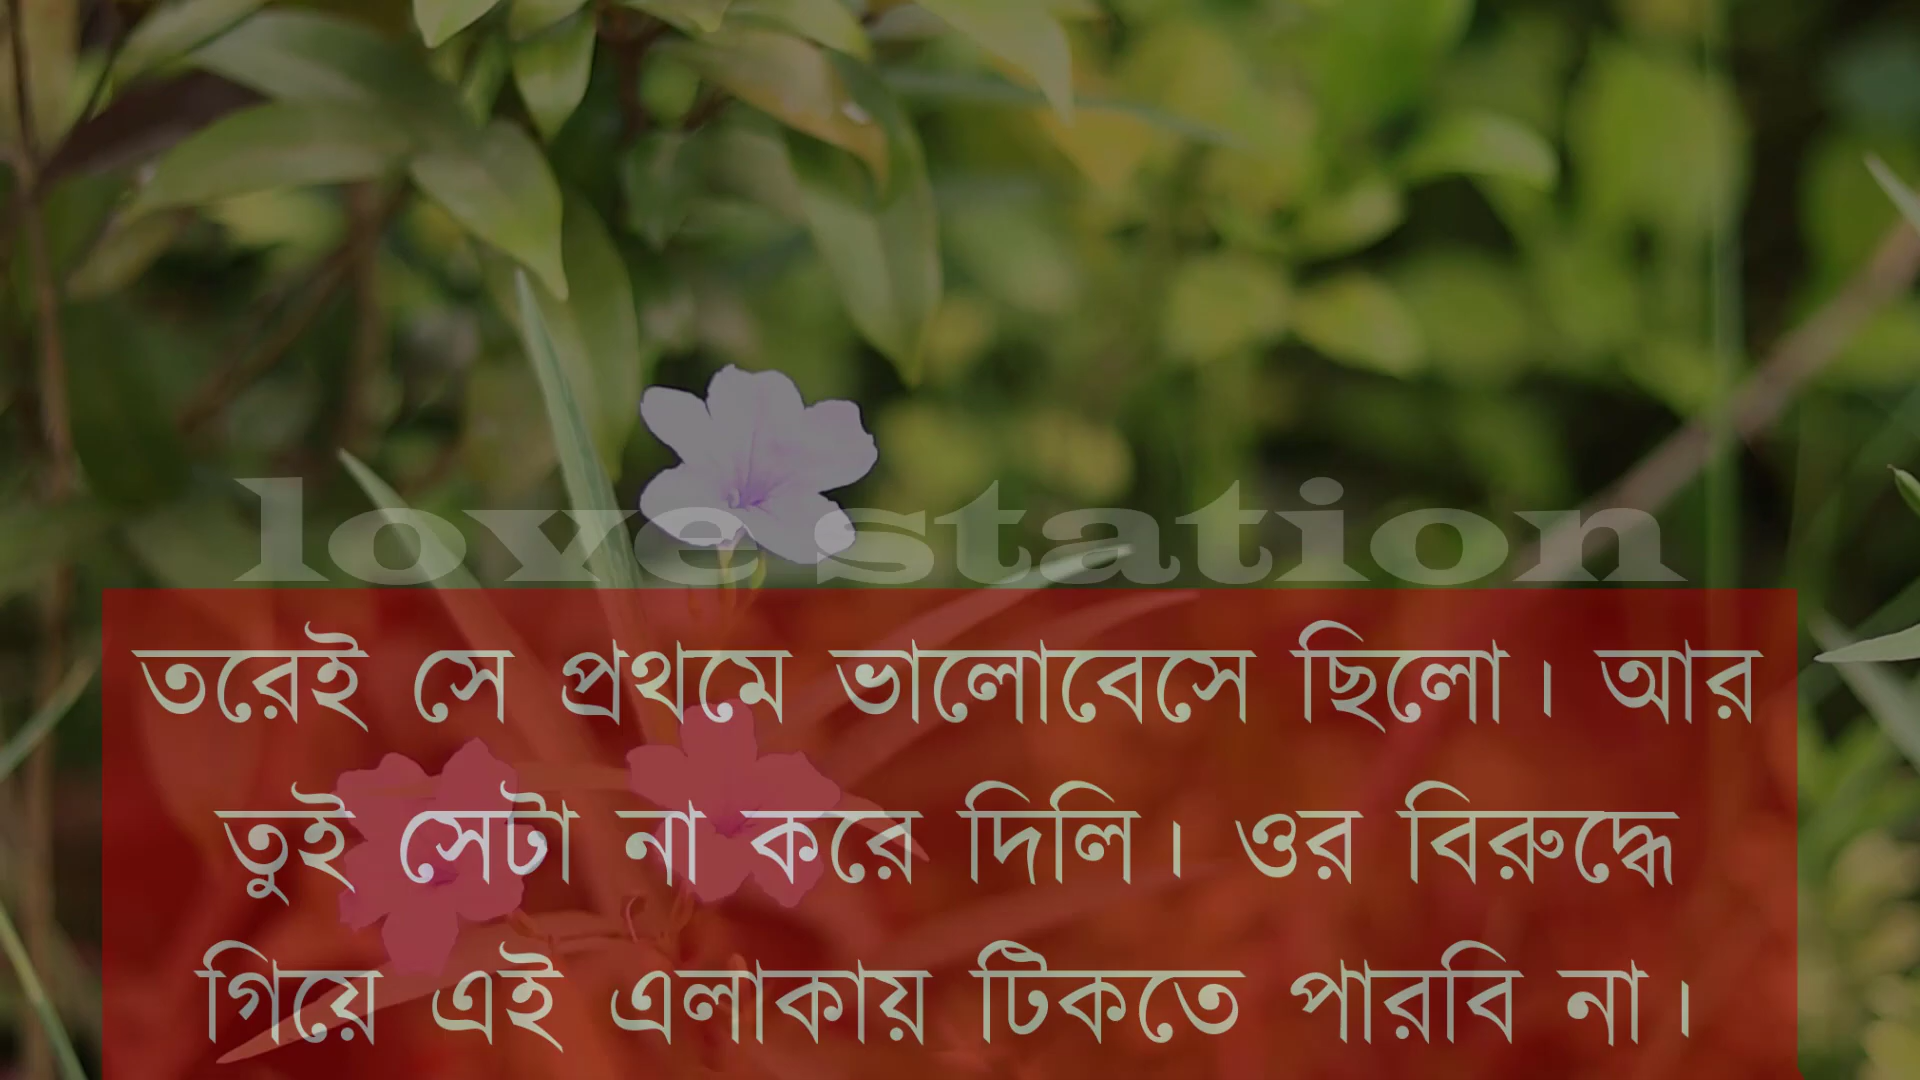 love station
তরেই সে প্রথমে ভালোবেসে ছিলো। আর
তুই সেটা না করে দিলি। ওর বিরুদ্ধে
গিয়ে এই এলাকায় টিকতে পারবি না।